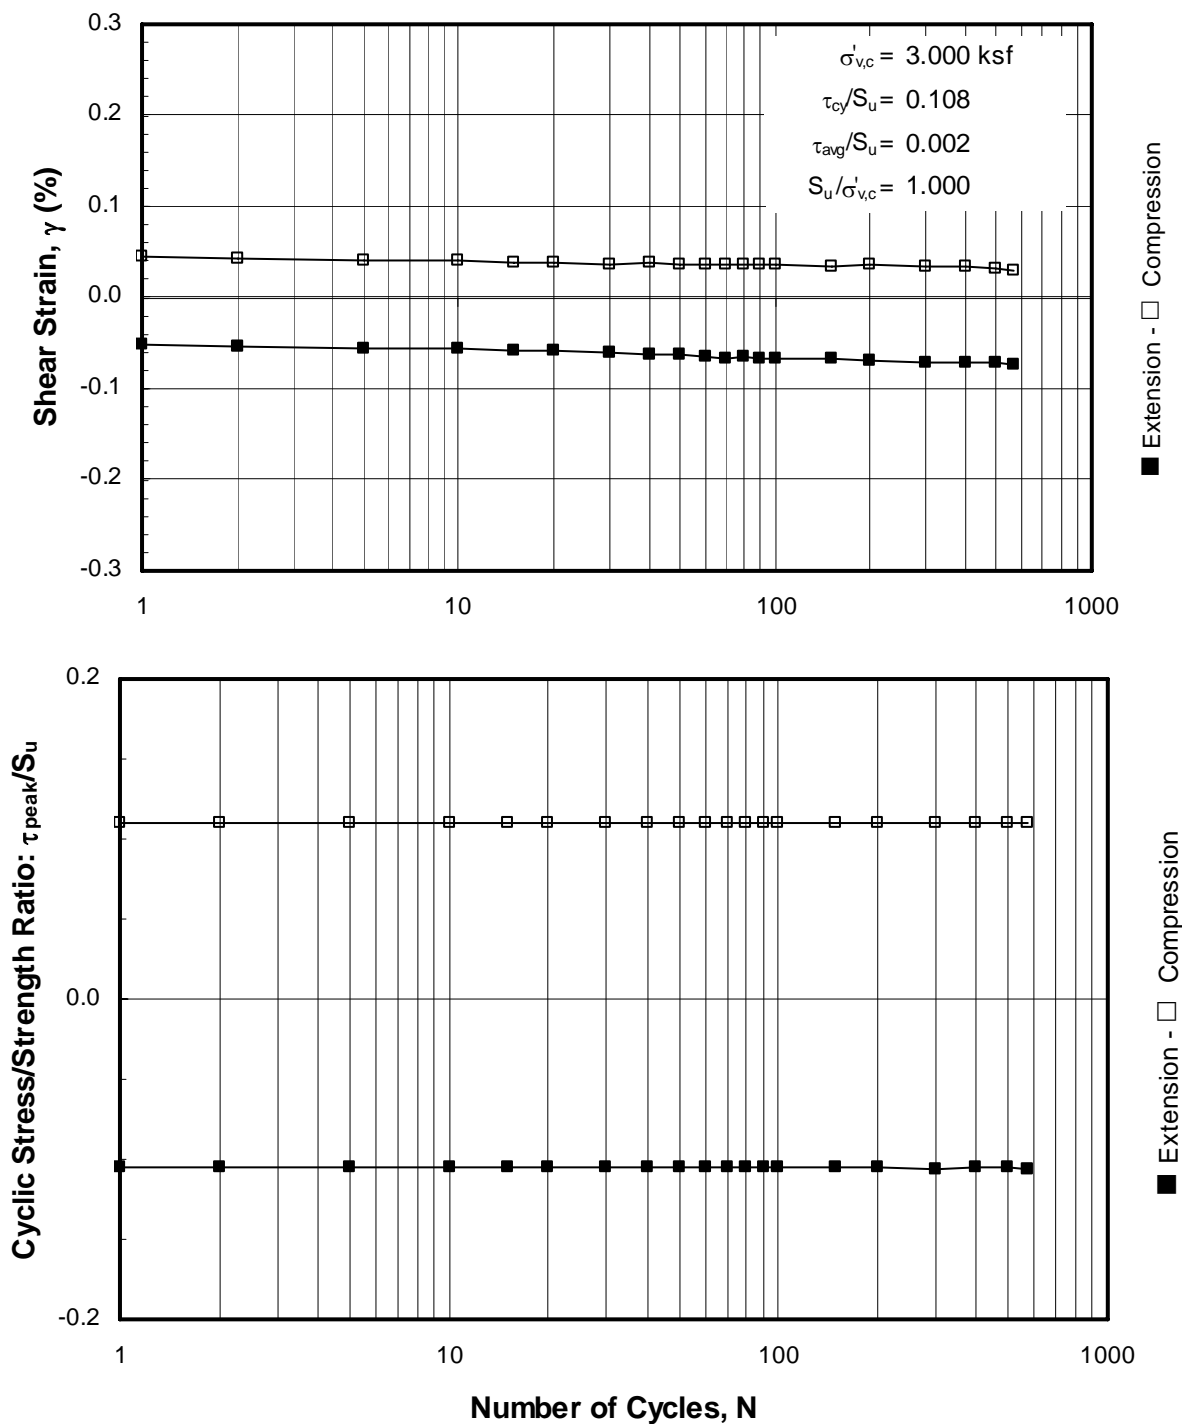 0.3
σ'v,c = 3.000 ksf
τcy/Su = 0.108
τavg/Su = 0.002
Su/σ'v,c = 1.000
0.2
0.1
0.0
-0.1
-0.2
-0.3
Shear Strain, γ (%)
1 10 100 1000
■ Extension - □ Compression
0.2
0.0
-0.2
Cyclic Stress/Strength Ratio: τpeak/Su
1 10 100 1000
Number of Cycles, N
■ Extension - □ Compression